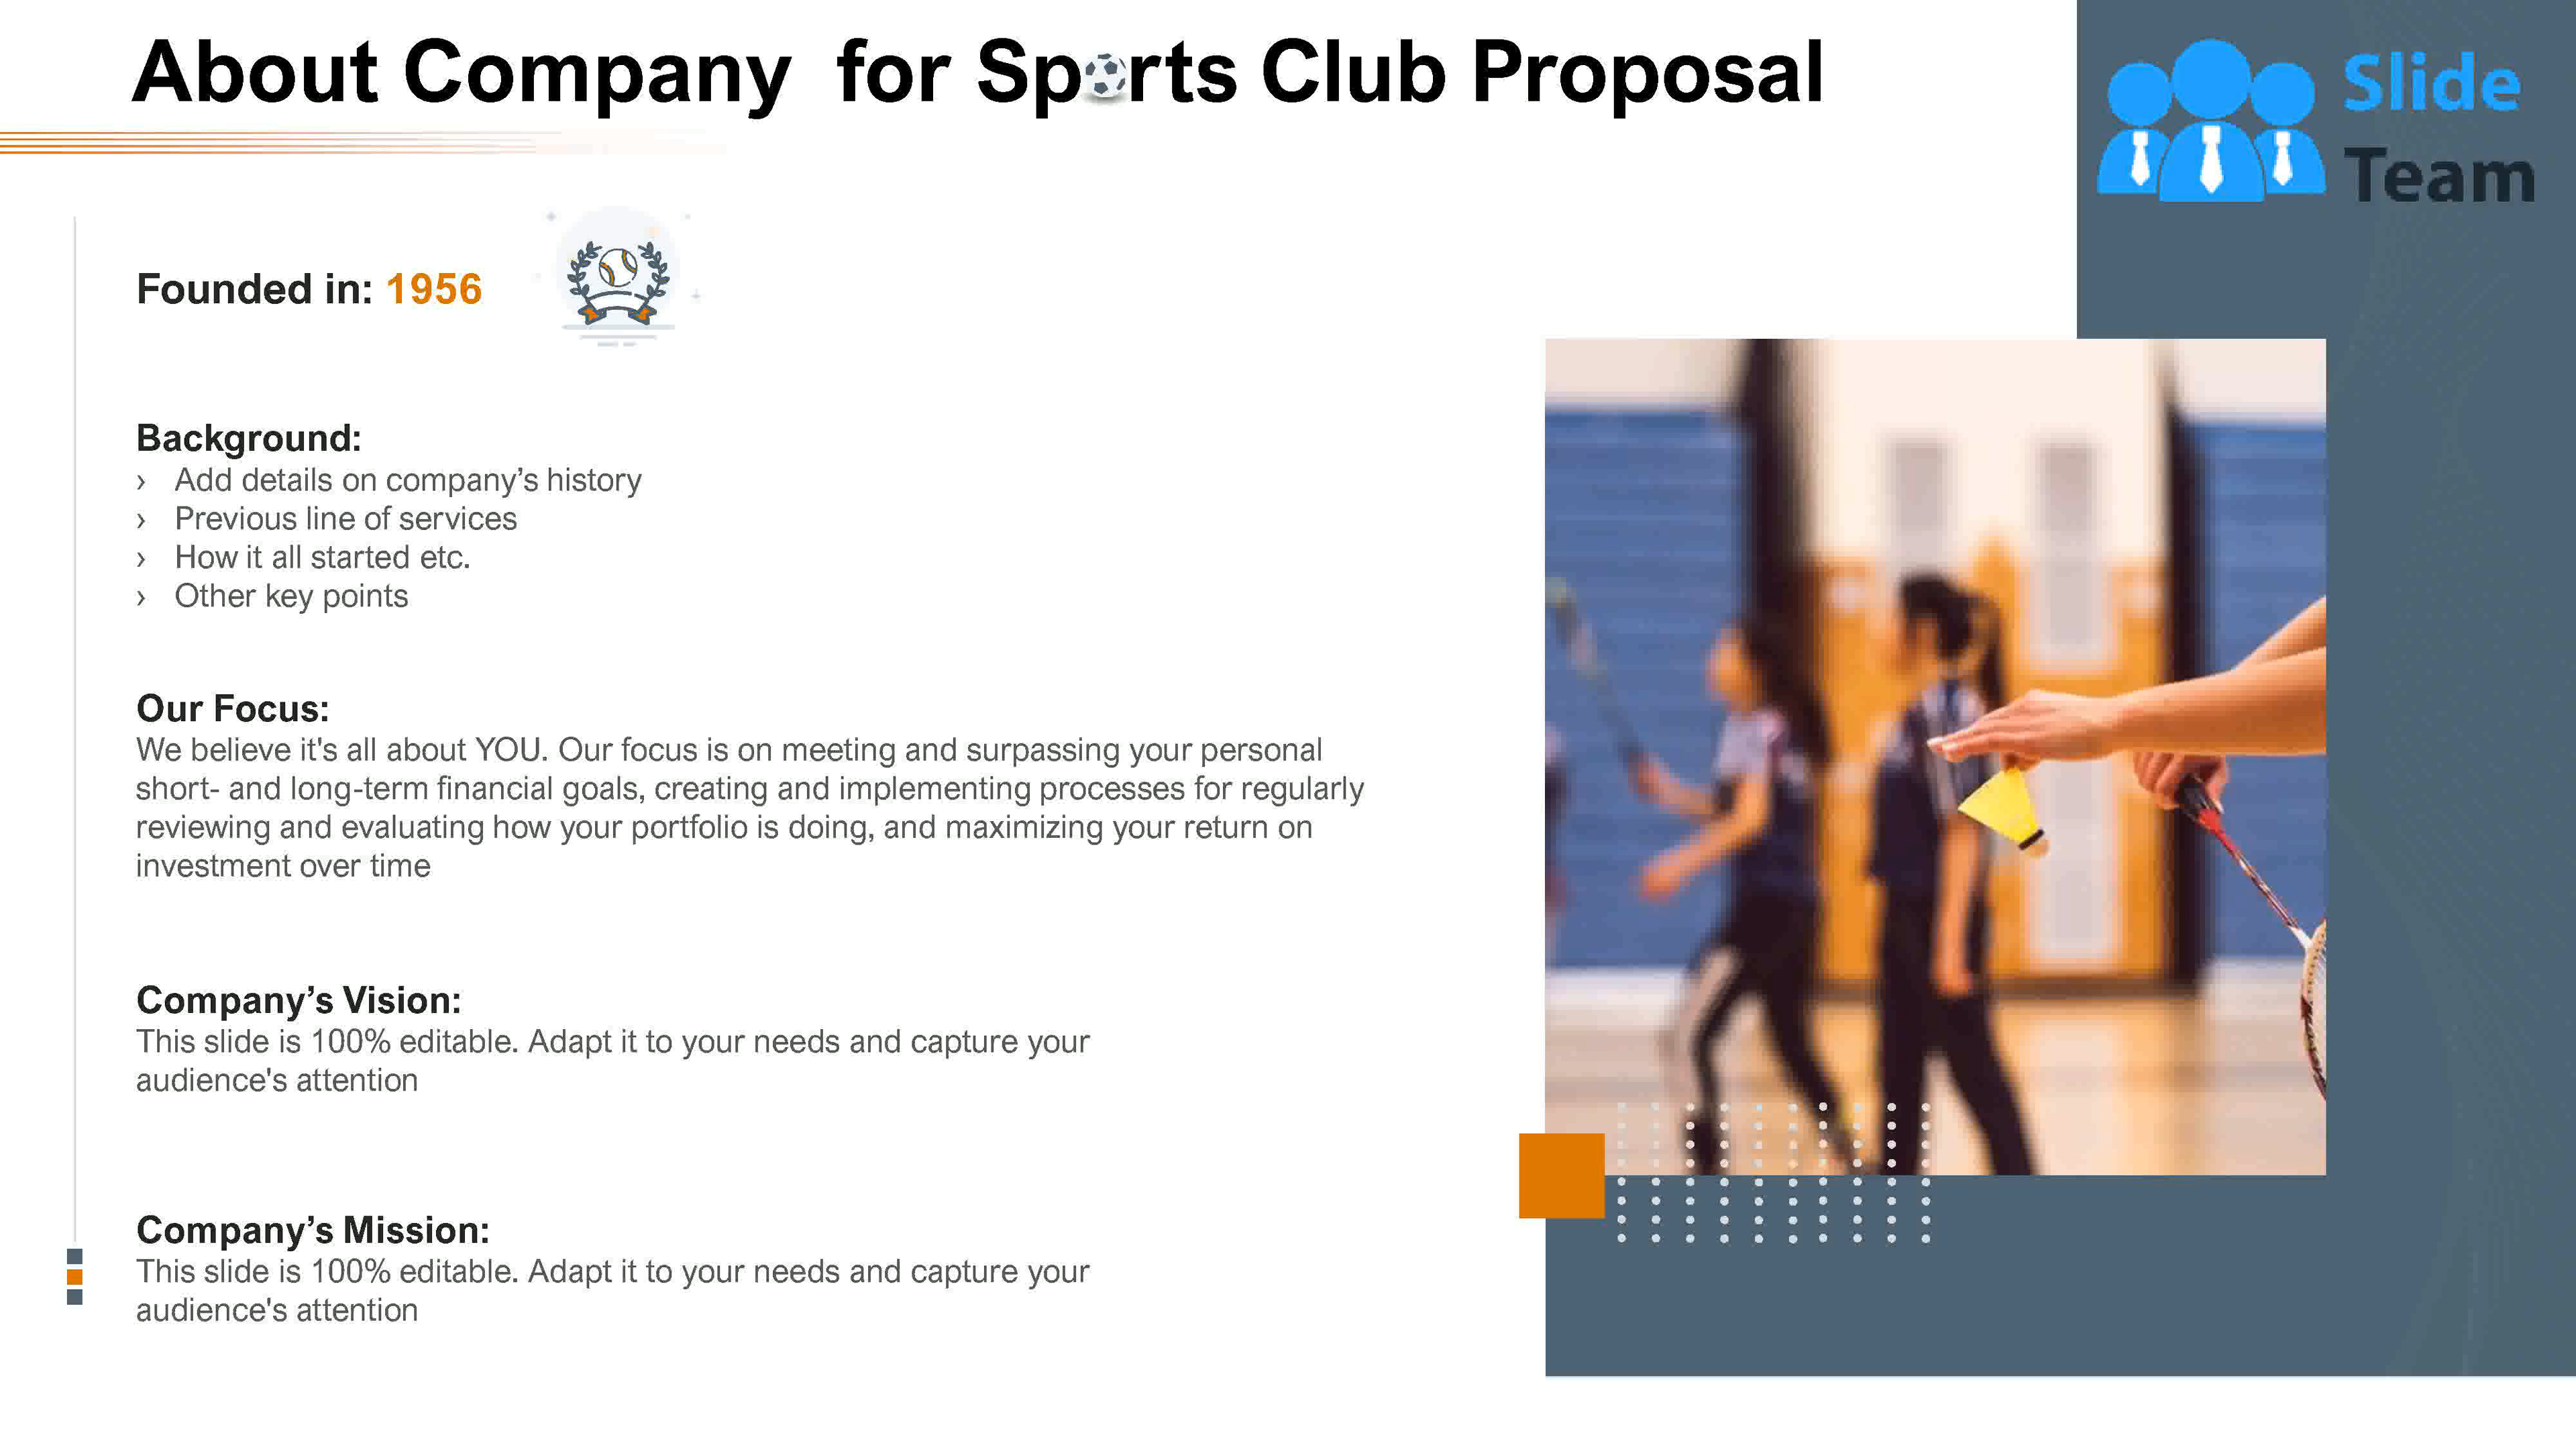 About Company for Sports Club Proposal
Slide
Team
Founded in: 1956
Background:
› Add details on company’s history
› Previous line of services
› How it all started etc.
› Other key points
Our Focus:
We believe it's all about YOU. Our focus is on meeting and surpassing your personal
short- and long-term financial goals, creating and implementing processes for regularly
reviewing and evaluating how your portfolio is doing, and maximizing your return on
investment over time
Company’s Vision:
This slide is 100% editable. Adapt it to your needs and capture your
audience's attention
Company’s Mission:
This slide is 100% editable. Adapt it to your needs and capture your
audience's attention